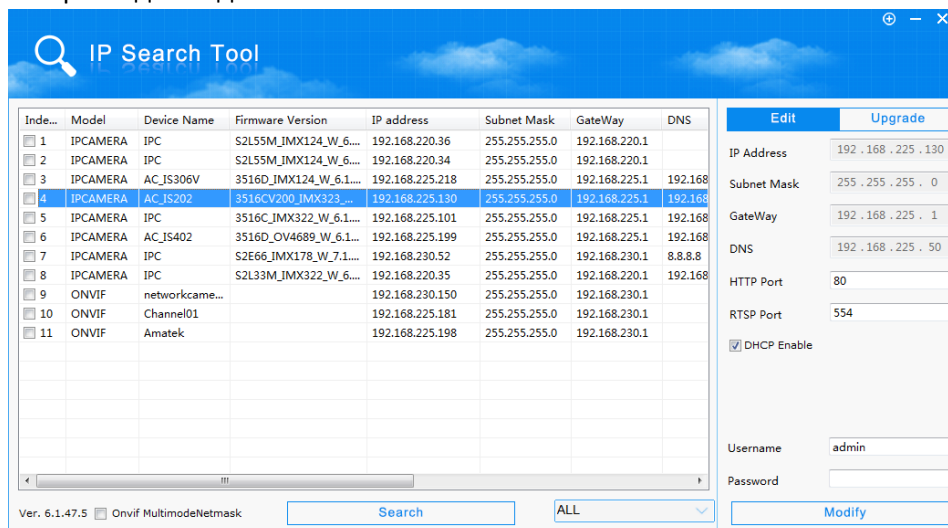 IP Search Tool
Inde... Model Device Name Firmware Version IP address Subnet Mask GateWay DNS
1 IPCAMERA IPC S2L55M_IMX124_W_6.... 192.168.220.36 255.255.255.0 192.168.220.1
2 IPCAMERA IPC S2L55M_IMX124_W_6.... 192.168.220.34 255.255.255.0 192.168.220.1
3 IPCAMERA AC_IS306V 3516D_IMX124_W_6.1.... 192.168.225.218 255.255.255.0 192.168.225.1 192.168
4 IPCAMERA AC_IS202 3516CV200_IMX323_... 192.168.225.130 255.255.255.0 192.168.225.1 192.168
5 IPCAMERA IPC 3516C_IMX322_W_6.1.... 192.168.225.101 255.255.255.0 192.168.225.1 192.168
6 IPCAMERA AC_IS402 3516D_OV4689_W_6.1... 192.168.225.199 255.255.255.0 192.168.225.1 192.168
7 IPCAMERA IPC S2E66_IMX178_W_7.1.... 192.168.230.52 255.255.255.0 192.168.230.1 8.8.8.8
8 IPCAMERA IPC S2L33M_IMX322_W_6.... 192.168.220.35 255.255.255.0 192.168.220.1 192.168
9 ONVIF networkcame... 192.168.230.150 255.255.255.0 192.168.230.1
10 ONVIF Channel01 192.168.225.181 255.255.255.0 192.168.230.1
11 ONVIF Amatek 192.168.225.198 255.255.255.0 192.168.230.1
Ver. 6.1.47.5 Onvif MultimodeNetmask Search ALL
Edit Upgrade
IP Address 192 . 168 . 225 . 130
Subnet Mask 255 . 255 . 255 . 0
GateWay 192 . 168 . 225 . 1
DNS 192 . 168 . 225 . 50
HTTP Port 80
RTSP Port 554
DHCP Enable
Username admin
Password
Modify